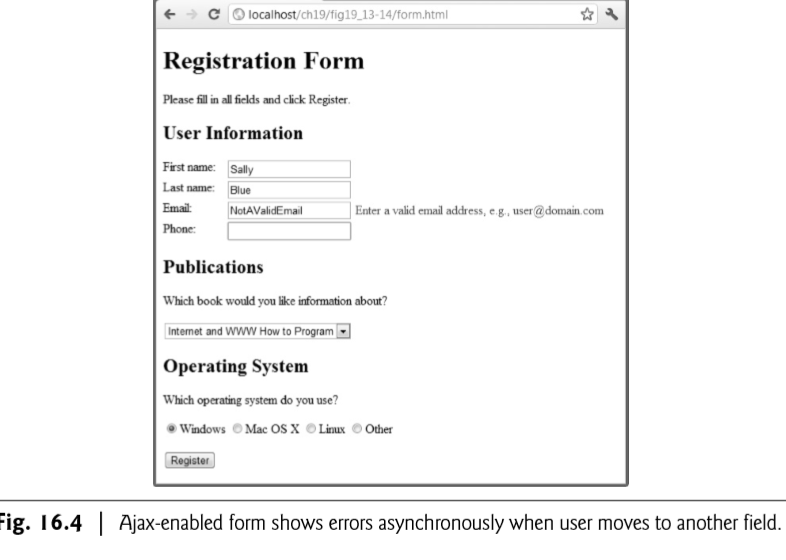 localhost/ch19/fig19_13-14/form.html
Registration Form
Please fill in all fields and click Register.
User Information
First name: Sally
Last name: Blue
Email: NotAValidEmail Enter a valid email address, e.g., user@domain.com
Phone:
Publications
Which book would you like information about?
Internet and WWW How to Program
Operating System
Which operating system do you use?
Windows Mac OS X Linux Other
Register
Fig. 16.4 | Ajax-enabled form shows errors asynchronously when user moves to another field.